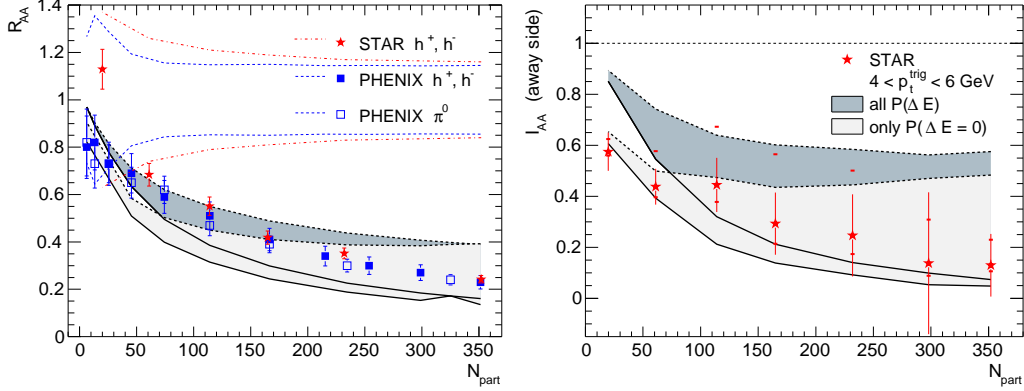 R_AA
1.4
1.2
1
0.8
0.6
0.4
0.2
0
STAR h⁺, h⁻
PHENIX h⁺, h⁻
PHENIX π⁰
0 50 100 150 200 250 300 350
N_part
I_AA (away side)
1
0.8
0.6
0.4
0.2
0
STAR
4 < p_t^trig < 6 GeV
all P(Δ E)
only P(Δ E = 0)
0 50 100 150 200 250 300 350
N_part